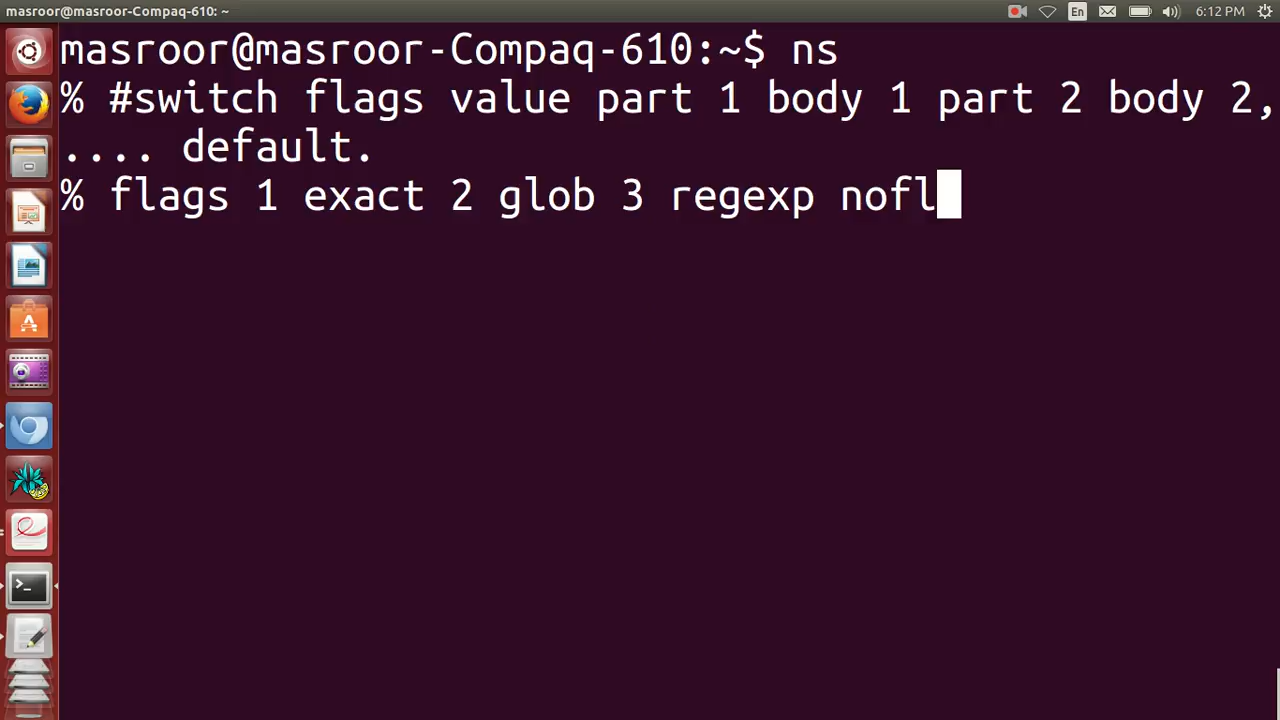 masroor@masroor-Compaq-610: ~
En
6:12 PM
masroor@masroor-Compaq-610:~$ ns
% #switch flags value part 1 body 1 part 2 body 2,
.... default.
% flags 1 exact 2 glob 3 regexp nofl